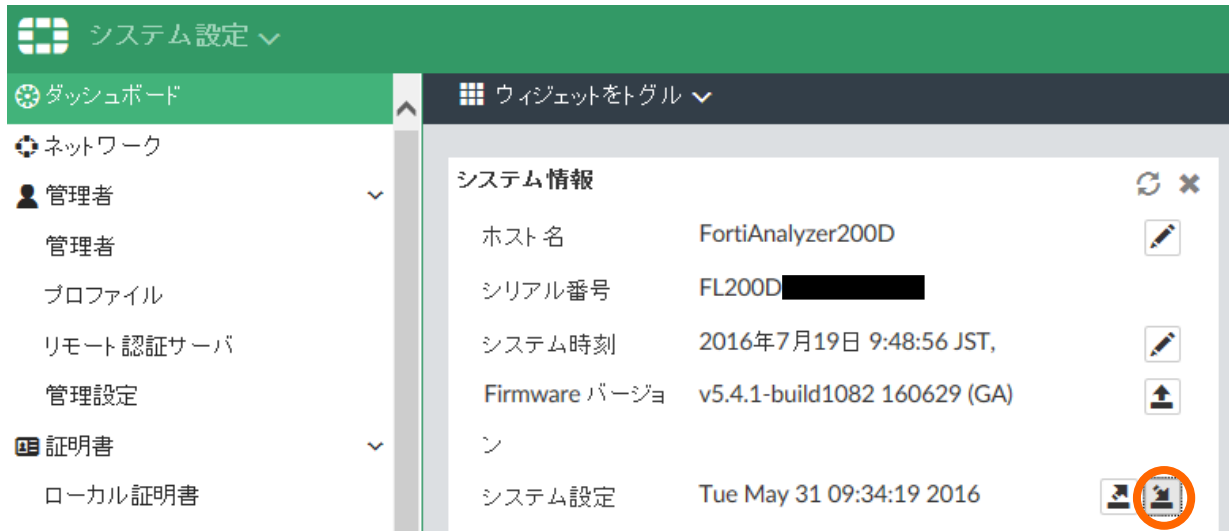 システム設定
ダッシュボード
ネットワーク
管理者
管理者
プロファイル
リモート認証サーバ
管理設定
証明書
ローカル証明書
ウィジェットをトグル
システム情報
ホスト名 FortiAnalyzer200D
シリアル番号 FL200D
システム時刻 2016年7月19日 9:48:56 JST,
Firmware バージョ v5.4.1-build1082 160629 (GA)
ン
システム設定 Tue May 31 09:34:19 2016